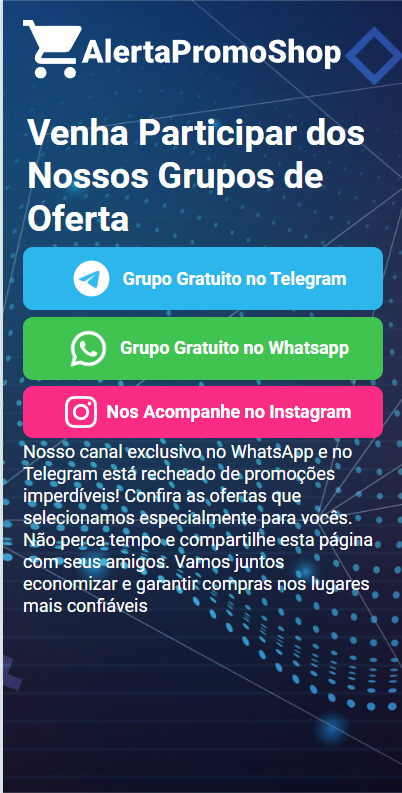 AlertaPromoShop
Venha Participar dos
Nossos Grupos de
Oferta
Grupo Gratuito no Telegram
Grupo Gratuito no Whatsapp
Nos Acompanhe no Instagram
Nosso canal exclusivo no WhatsApp e no
Telegram está recheado de promoções
imperdíveis! Confira as ofertas que
selecionamos especialmente para vocês.
Não perca tempo e compartilhe esta página
com seus amigos. Vamos juntos
economizar e garantir compras nos lugares
mais confiáveis